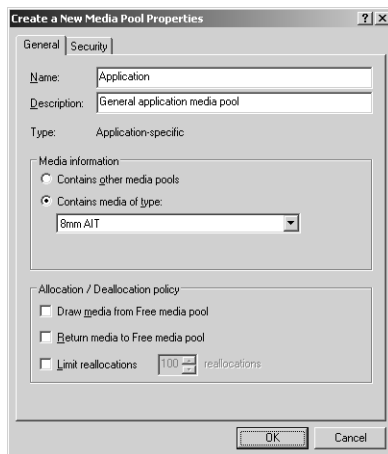 Create a New Media Pool Properties
General Security
Name: Application
Description: General application media pool
Type: Application-specific
Media information
Contains other media pools
Contains media of type:
8mm AIT
Allocation / Deallocation policy
Draw media from Free media pool
Return media to Free media pool
Limit reallocations 100 reallocations
OK Cancel